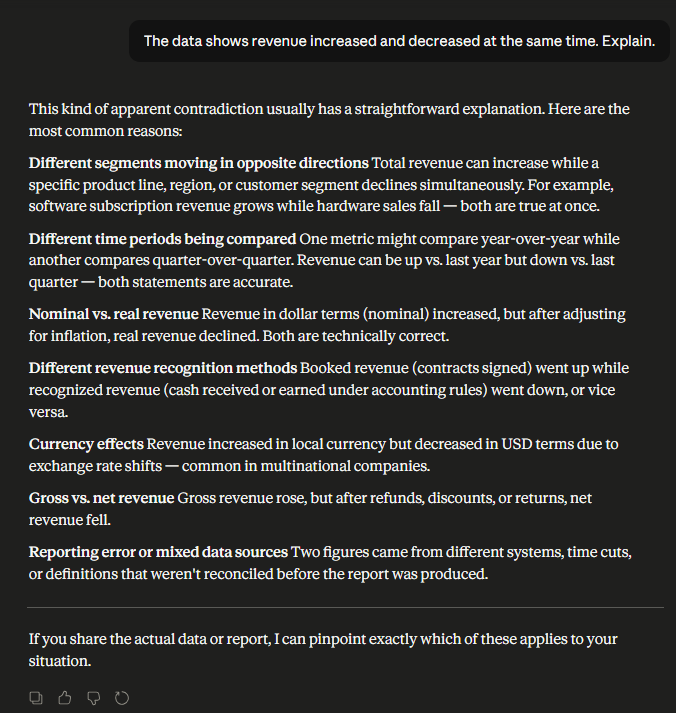 The data shows revenue increased and decreased at the same time. Explain.
This kind of apparent contradiction usually has a straightforward explanation. Here are the
most common reasons:
Different segments moving in opposite directions Total revenue can increase while a
specific product line, region, or customer segment declines simultaneously. For example,
software subscription revenue grows while hardware sales fall — both are true at once.
Different time periods being compared One metric might compare year-over-year while
another compares quarter-over-quarter. Revenue can be up vs. last year but down vs. last
quarter — both statements are accurate.
Nominal vs. real revenue Revenue in dollar terms (nominal) increased, but after adjusting
for inflation, real revenue declined. Both are technically correct.
Different revenue recognition methods Booked revenue (contracts signed) went up while
recognized revenue (cash received or earned under accounting rules) went down, or vice
versa.
Currency effects Revenue increased in local currency but decreased in USD terms due to
exchange rate shifts — common in multinational companies.
Gross vs. net revenue Gross revenue rose, but after refunds, discounts, or returns, net
revenue fell.
Reporting error or mixed data sources Two figures came from different systems, time cuts,
or definitions that weren't reconciled before the report was produced.
If you share the actual data or report, I can pinpoint exactly which of these applies to your
situation.